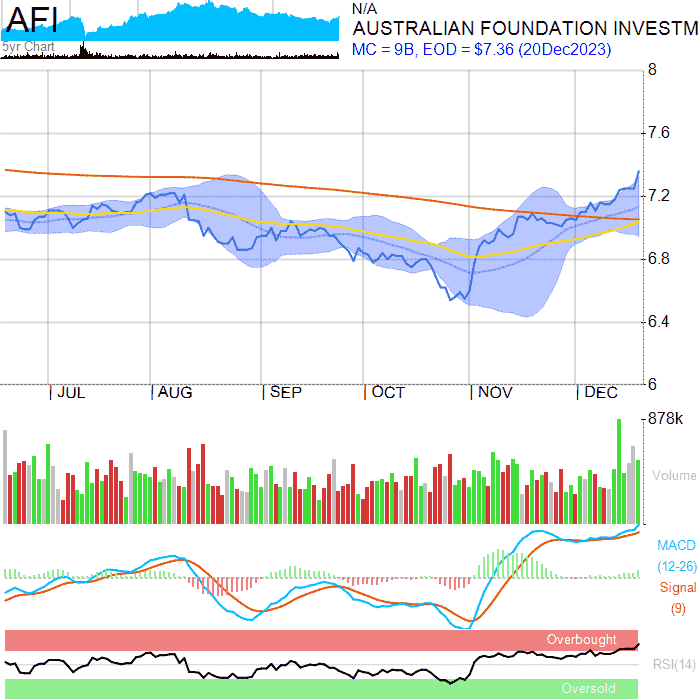 AFI
5yr Chart
N/A
AUSTRALIAN FOUNDATION INVESTM
MC = 9B, EOD = $7.36 (20Dec2023)
8
7.6
7.2
6.8
6.4
6
JUL
AUG
SEP
OCT
NOV
DEC
878k
Volume
MACD
(12-26)
Signal
(9)
Overbought
RSI(14)
Oversold